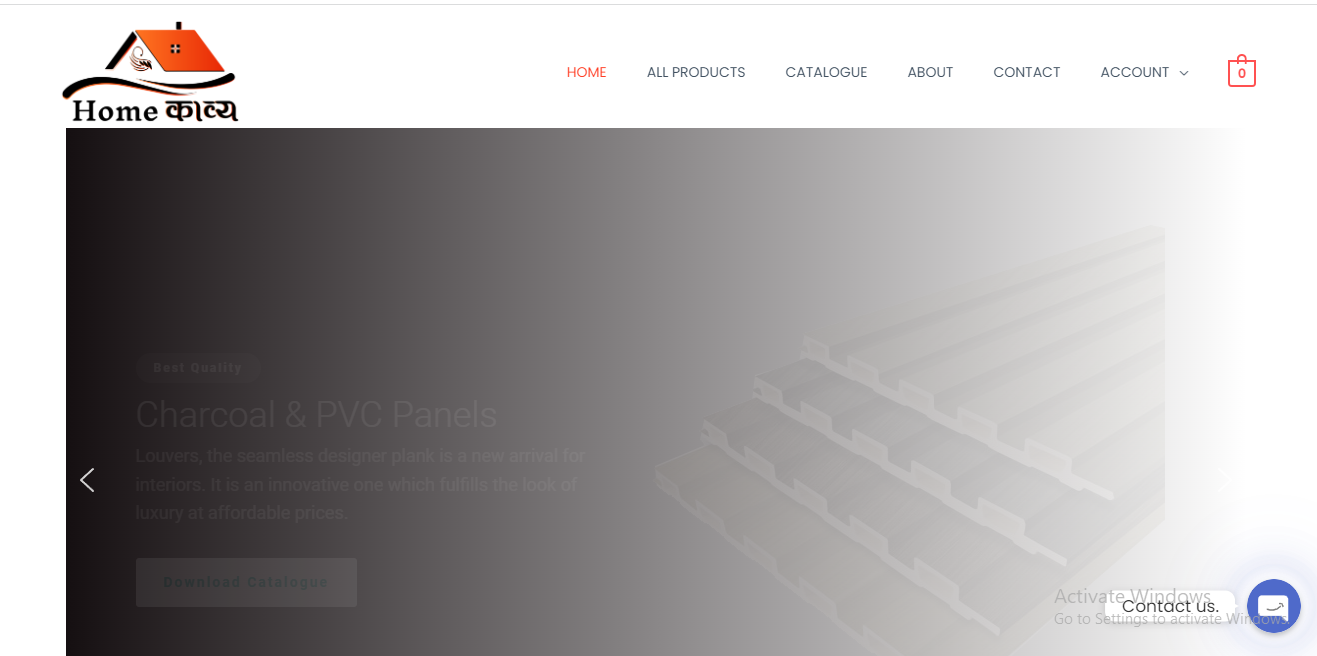 Home काव्य
HOME
ALL PRODUCTS
CATALOGUE
ABOUT
CONTACT
ACCOUNT
0
Best Quality
Charcoal & PVC Panels
Louvers, the seamless designer plank is a new arrival for
interiors. It is an innovative one which fulfills the look of
luxury at affordable prices.
Download Catalogue
Activate Windows
Contact us.
Go to Settings to activate Windows.